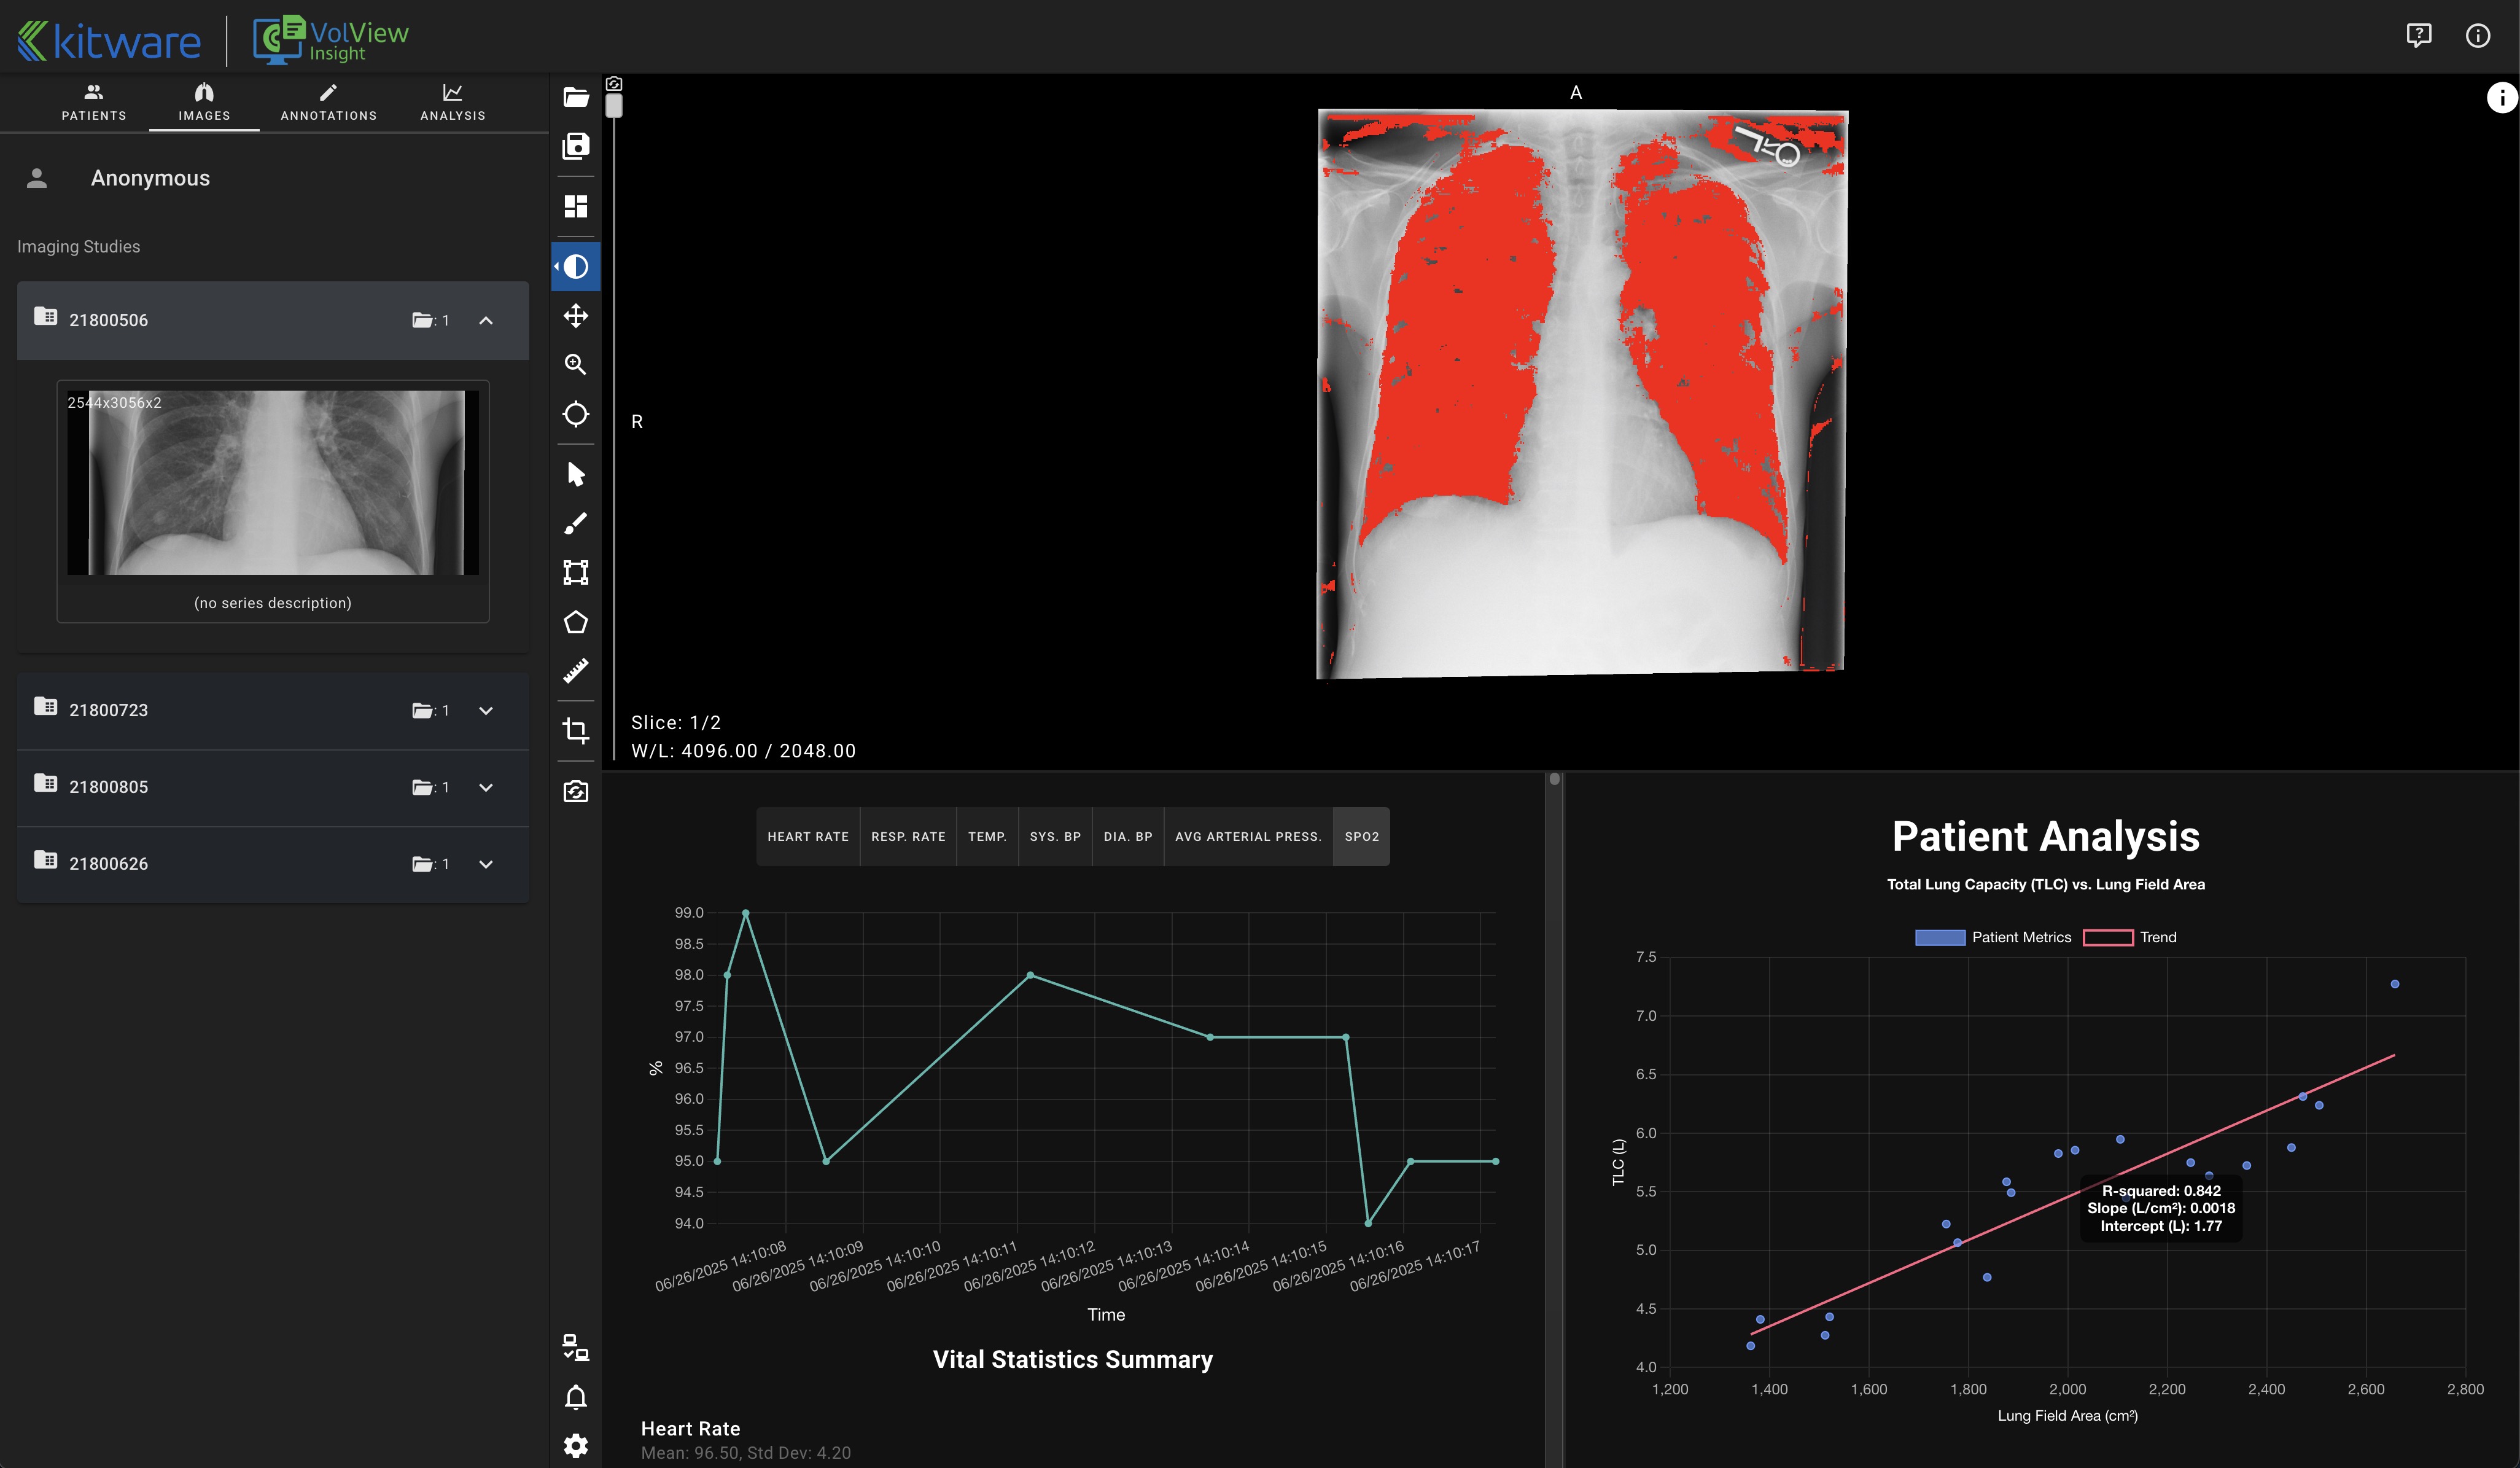 kitware
VolView
Insight
PATIENTS
IMAGES
ANNOTATIONS
ANALYSIS
Anonymous
Imaging Studies
21800506
: 1
2544x3056x2
(no series description)
21800723
: 1
21800805
: 1
21800626
: 1
A
R
Slice: 1/2
W/L: 4096.00 / 2048.00
HEART RATE
RESP. RATE
TEMP.
SYS. BP
DIA. BP
AVG ARTERIAL PRESS.
SPO2
99.0
98.5
98.0
97.5
97.0
96.5
96.0
95.5
95.0
94.5
94.0
%
06/26/2025 14:10:08
06/26/2025 14:10:09
06/26/2025 14:10:10
06/26/2025 14:10:11
06/26/2025 14:10:12
06/26/2025 14:10:13
06/26/2025 14:10:14
06/26/2025 14:10:15
06/26/2025 14:10:16
06/26/2025 14:10:17
Time
Vital Statistics Summary
Heart Rate
Mean: 96.50, Std Dev: 4.20
Patient Analysis
Total Lung Capacity (TLC) vs. Lung Field Area
Patient Metrics
Trend
7.5
7.0
6.5
6.0
5.5
5.0
4.5
4.0
TLC (L)
R-squared: 0.842
Slope (L/cm²): 0.0018
Intercept (L): 1.77
1,200
1,400
1,600
1,800
2,000
2,200
2,400
2,600
2,800
Lung Field Area (cm²)